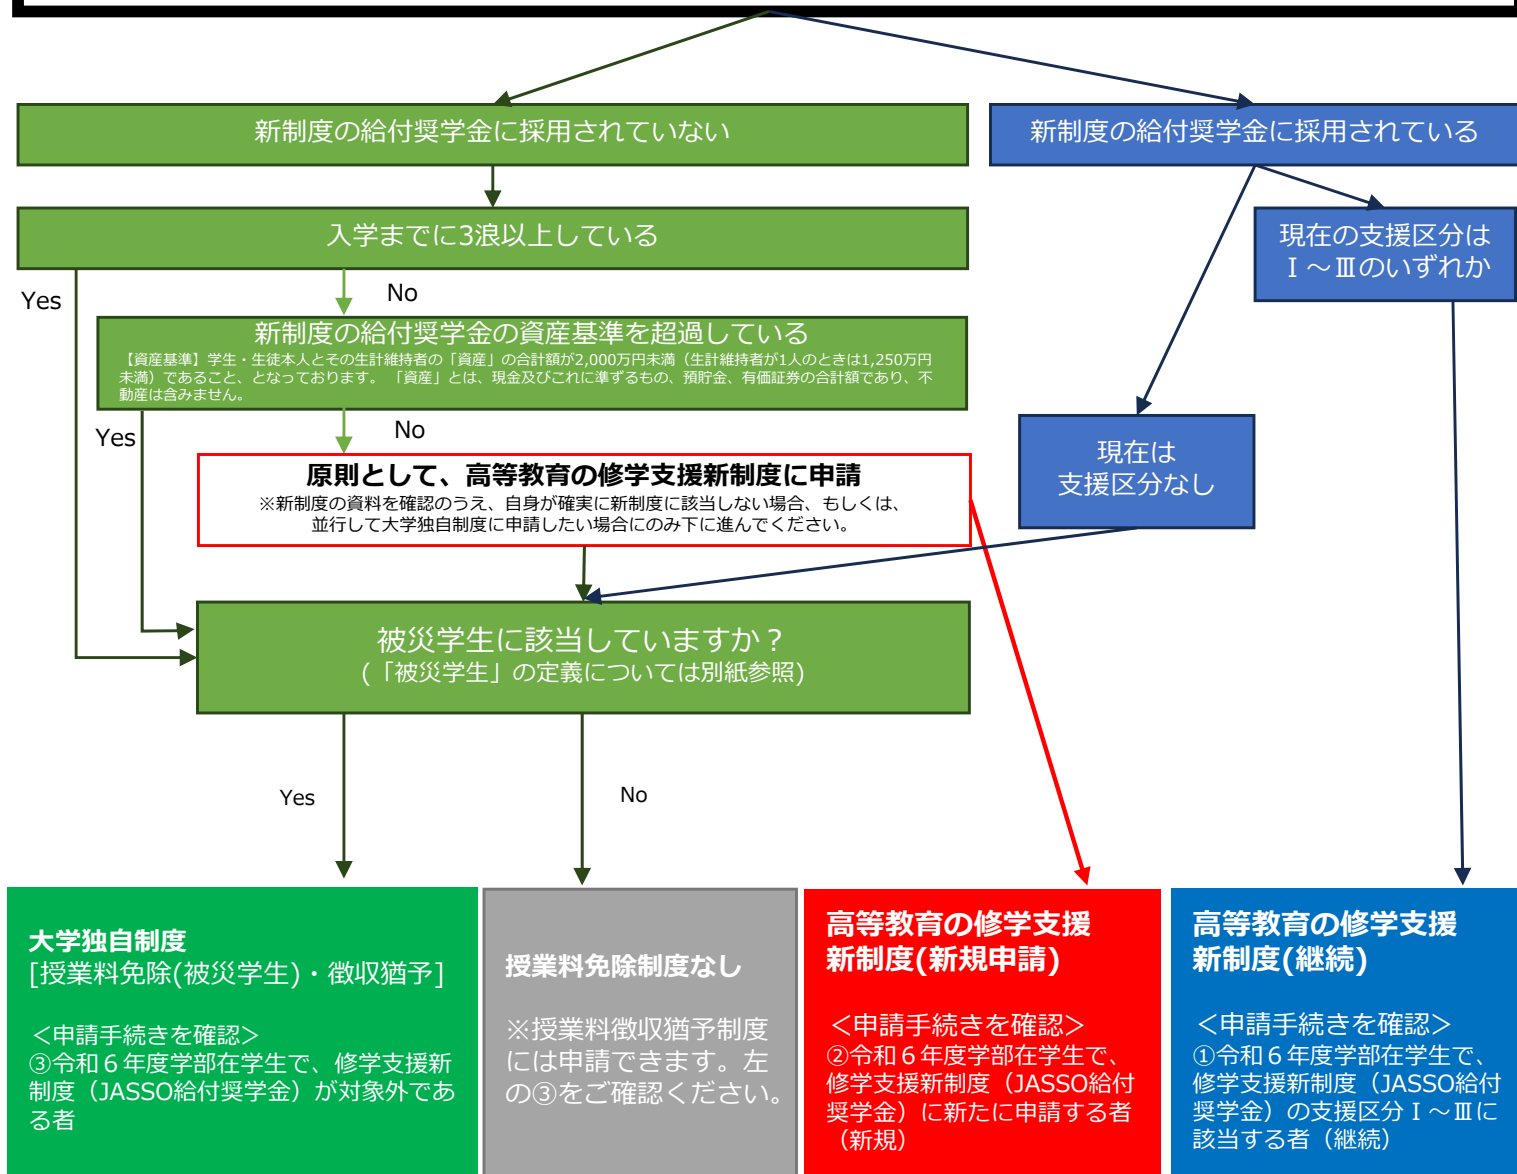 新制度の給付奨学金に採用されていない
新制度の給付奨学金に採用されている
入学までに3浪以上している
現在の支援区分は
Ⅰ～Ⅲのいずれか
Yes
No
新制度の給付奨学金の資産基準を超過している
【資産基準】学生・生徒本人とその生計維持者の「資産」の合計額が2,000万円未満（生計維持者が1人のときは1,250万円
未満）であること、となっております。 「資産」とは、現金及びこれに準ずるもの、預貯金、有価証券の合計額であり、不
動産は含みません。
Yes
No
現在は
支援区分なし
原則として、高等教育の修学支援新制度に申請
※新制度の資料を確認のうえ、自身が確実に新制度に該当しない場合、もしくは、
並行して大学独自制度に申請したい場合にのみ下に進んでください。
被災学生に該当していますか？
(「被災学生」の定義については別紙参照)
Yes
No
大学独自制度
[授業料免除(被災学生)・徴収猶予]
＜申請手続きを確認＞
③令和６年度学部在学生で、修学支援新
制度（JASSO給付奨学金）が対象外であ
る者
授業料免除制度なし
※授業料徴収猶予制度
には申請できます。左
の③をご確認ください。
高等教育の修学支援
新制度(新規申請)
＜申請手続きを確認＞
②令和６年度学部在学生で、
修学支援新制度（JASSO給付
奨学金）に新たに申請する者
（新規）
高等教育の修学支援
新制度(継続)
＜申請手続きを確認＞
①令和６年度学部在学生で、
修学支援新制度（JASSO給付
奨学金）の支援区分Ⅰ～Ⅲに
該当する者（継続）